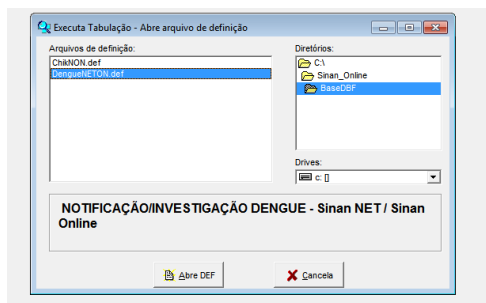 Executa Tabulação - Abre arquivo de definição
Arquivos de definição:
Diretórios:
ChikNON.def
DengueNETON.def
C:\
Sinan_Online
BaseDBF
Drives:
c: []
NOTIFICAÇÃO/INVESTIGAÇÃO DENGUE - Sinan NET / Sinan
Online
Abre DEF
Cancela